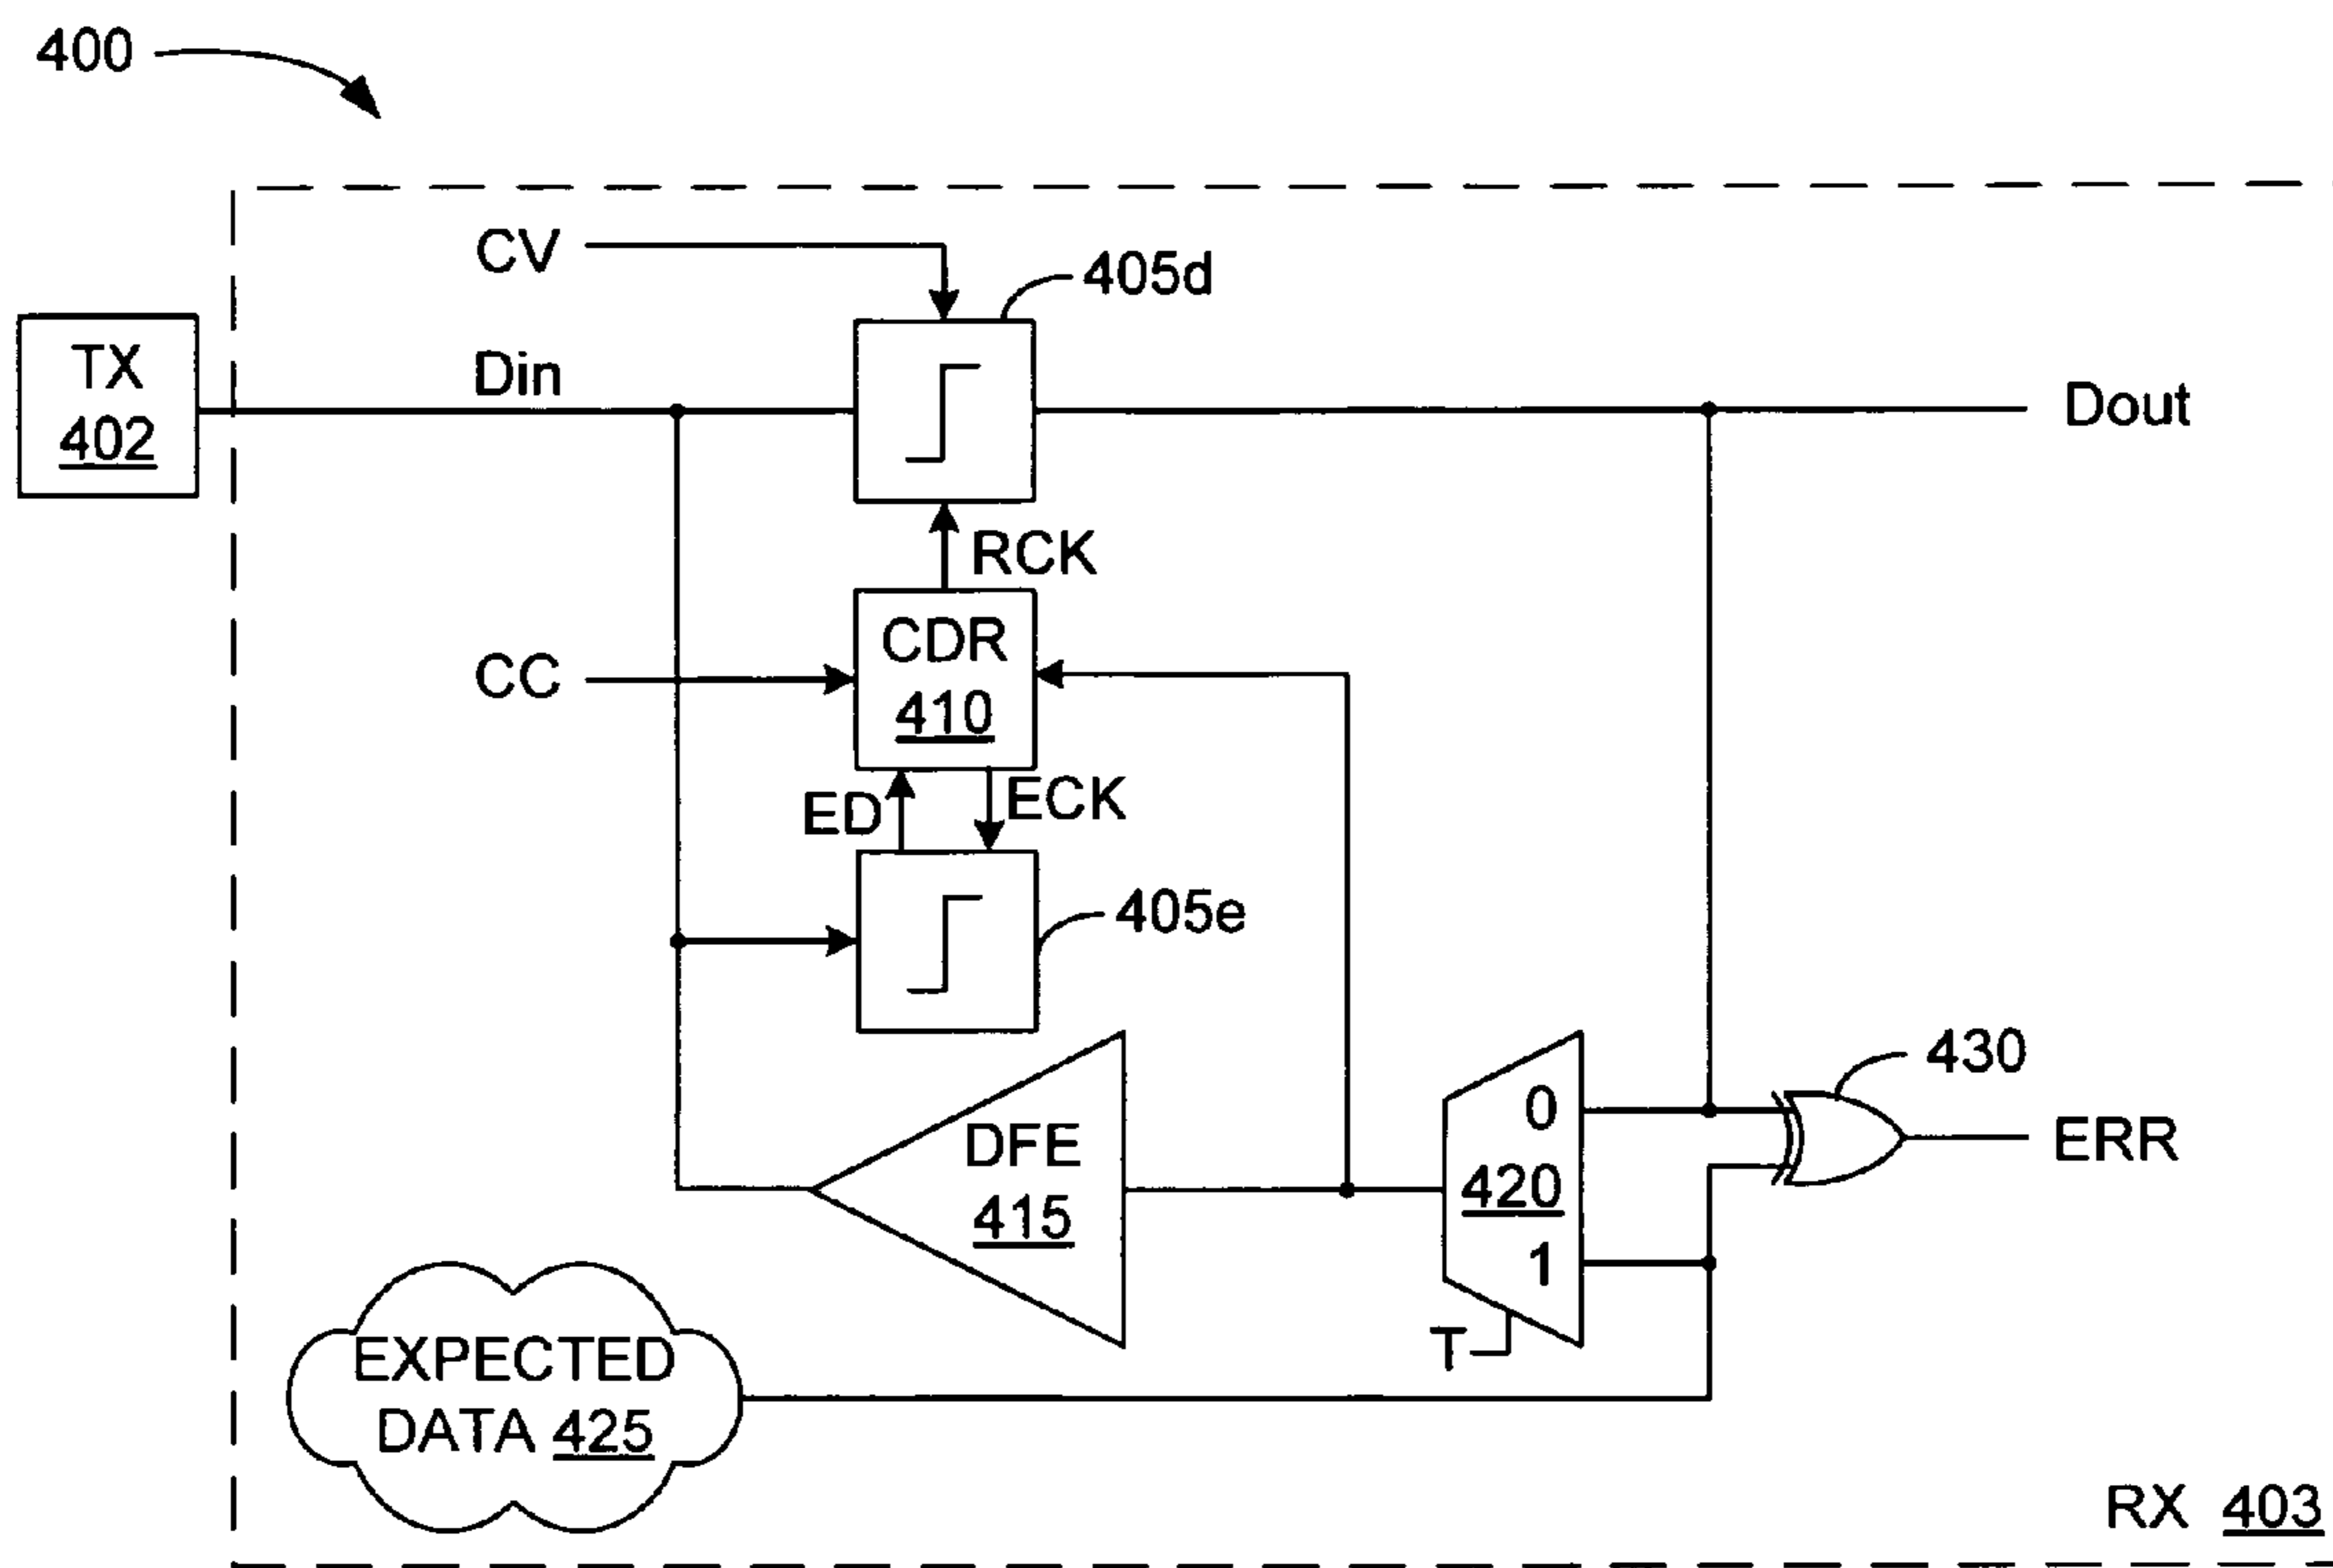 400
CV
405d
TX
402
Din
Dout
RCK
CDR
410
CC
ED
ECK
405e
430
0
DFE
415
420
ERR
1
T
EXPECTED
DATA 425
RX 403